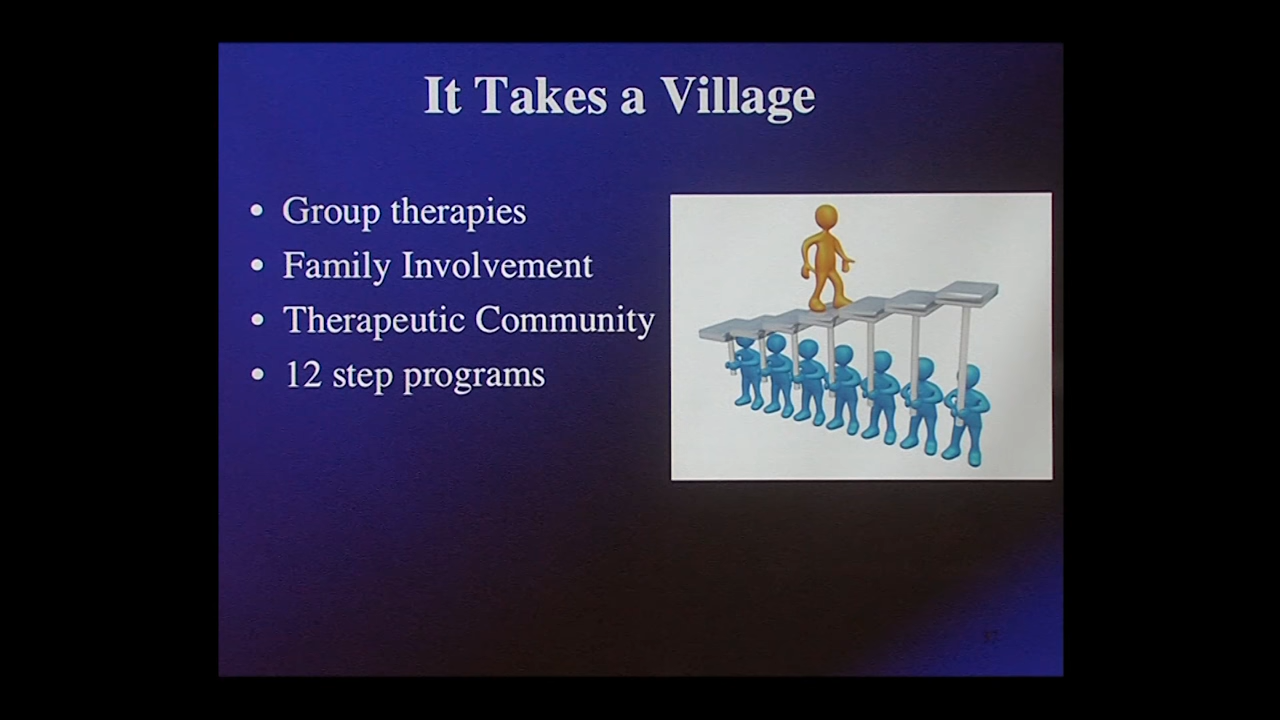 It Takes a Village
• Group therapies
• Family Involvement
• Therapeutic Community
• 12 step programs